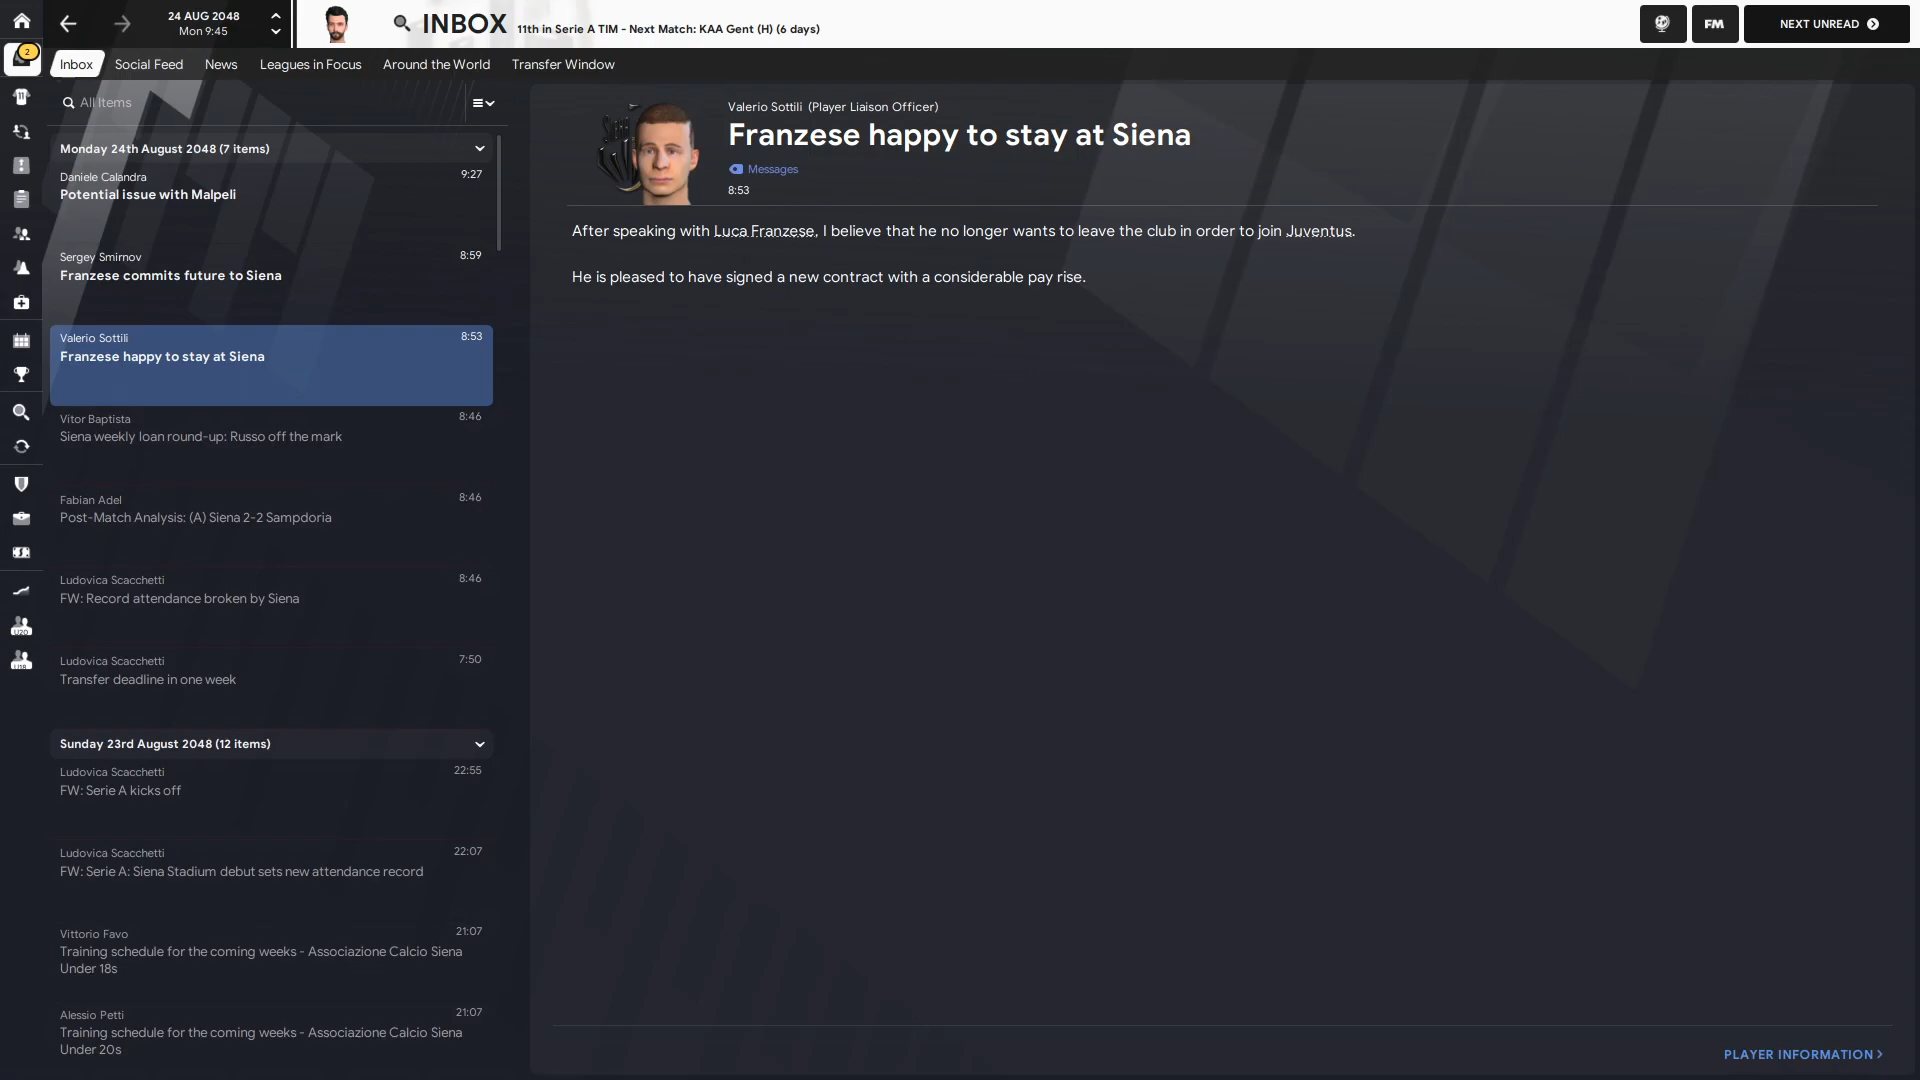 24 AUG 2048
Mon 9:45
INBOX
11th in Serie A TIM - Next Match: KAA Gent (H) (6 days)
FM
NEXT UNREAD
2
Inbox
Social Feed
News
Leagues in Focus
Around the World
Transfer Window
All Items
Monday 24th August 2048 (7 items)
Daniele Calandra
9:27
Potential issue with Malpeli
Sergey Smirnov
8:59
Franzese commits future to Siena
Valerio Sottili
8:53
Franzese happy to stay at Siena
Vítor Baptista
8:46
Siena weekly loan round-up: Russo off the mark
Fabian Adel
8:46
Post-Match Analysis: (A) Siena 2-2 Sampdoria
Ludovica Scacchetti
8:46
FW: Record attendance broken by Siena
Ludovica Scacchetti
7:50
Transfer deadline in one week
Sunday 23rd August 2048 (12 items)
Ludovica Scacchetti
22:55
FW: Serie A kicks off
Ludovica Scacchetti
22:07
FW: Serie A: Siena Stadium debut sets new attendance record
Vittorio Favo
21:07
Training schedule for the coming weeks - Associazione Calcio Siena
Under 18s
Alessio Petti
21:07
Training schedule for the coming weeks - Associazione Calcio Siena
Under 20s
11
U20
U18
Valerio Sottili (Player Liaison Officer)
Franzese happy to stay at Siena
Messages
8:53
After speaking with Luca Franzese, I believe that he no longer wants to leave the club in order to join Juventus.
He is pleased to have signed a new contract with a considerable pay rise.
PLAYER INFORMATION